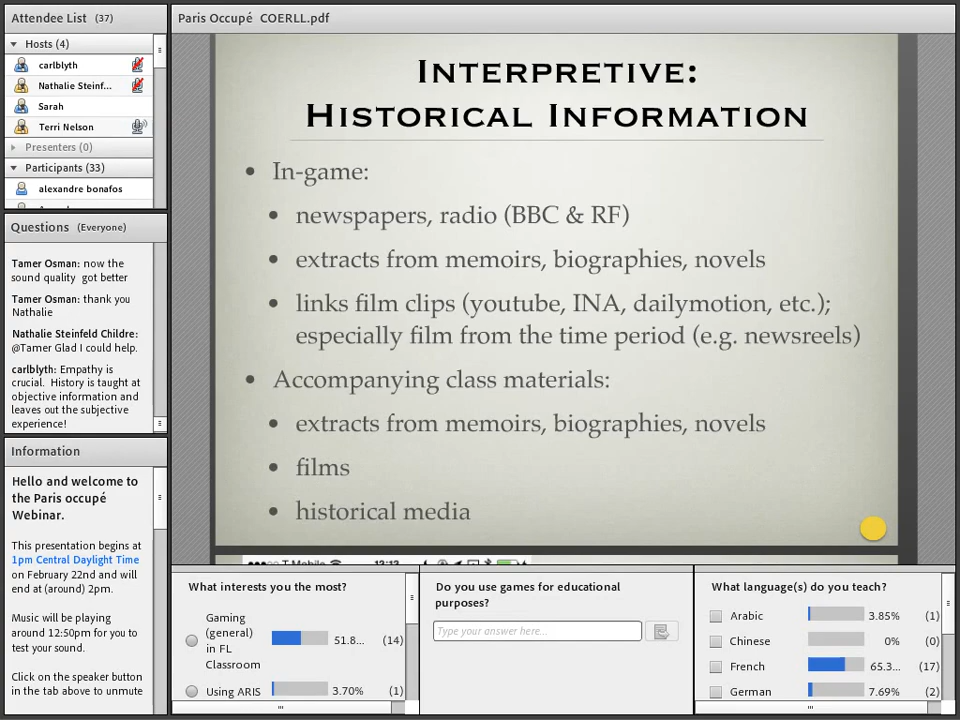 Attendee List (37)
Hosts (4)
carlblyth
Nathalie Steinf...
Sarah
Terri Nelson
Presenters (0)
Participants (33)
alexandre bonafos
Questions (Everyone)
Tamer Osman: now the
sound quality got better
Tamer Osman: thank you
Nathalie
Nathalie Steinfeld Childre:
@Tamer Glad I could help.
carlblyth: Empathy is
crucial. History is taught at
objective information and
leaves out the subjective
experience!
Information
Hello and welcome to
the Paris occupé
Webinar.
This presentation begins at
1pm Central Daylight Time
on February 22nd and will
end at (around) 2pm.
Music will be playing
around 12:50pm for you to
test your sound.
Click on the speaker button
in the tab above to unmute
Paris Occupé COERLL.pdf
Interpretive:
Historical Information
• In-game:
• newspapers, radio (BBC & RF)
• extracts from memoirs, biographies, novels
• links film clips (youtube, INA, dailymotion, etc.);
especially film from the time period (e.g. newsreels)
• Accompanying class materials:
• extracts from memoirs, biographies, novels
• films
• historical media
What interests you the most?
Gaming
(general)
in FL
Classroom
51.8... (14)
Using ARIS 3.70% (1)
Do you use games for educational
purposes?
Type your answer here...
What language(s) do you teach?
Arabic 3.85% (1)
Chinese 0% (0)
French 65.3... (17)
German 7.69% (2)